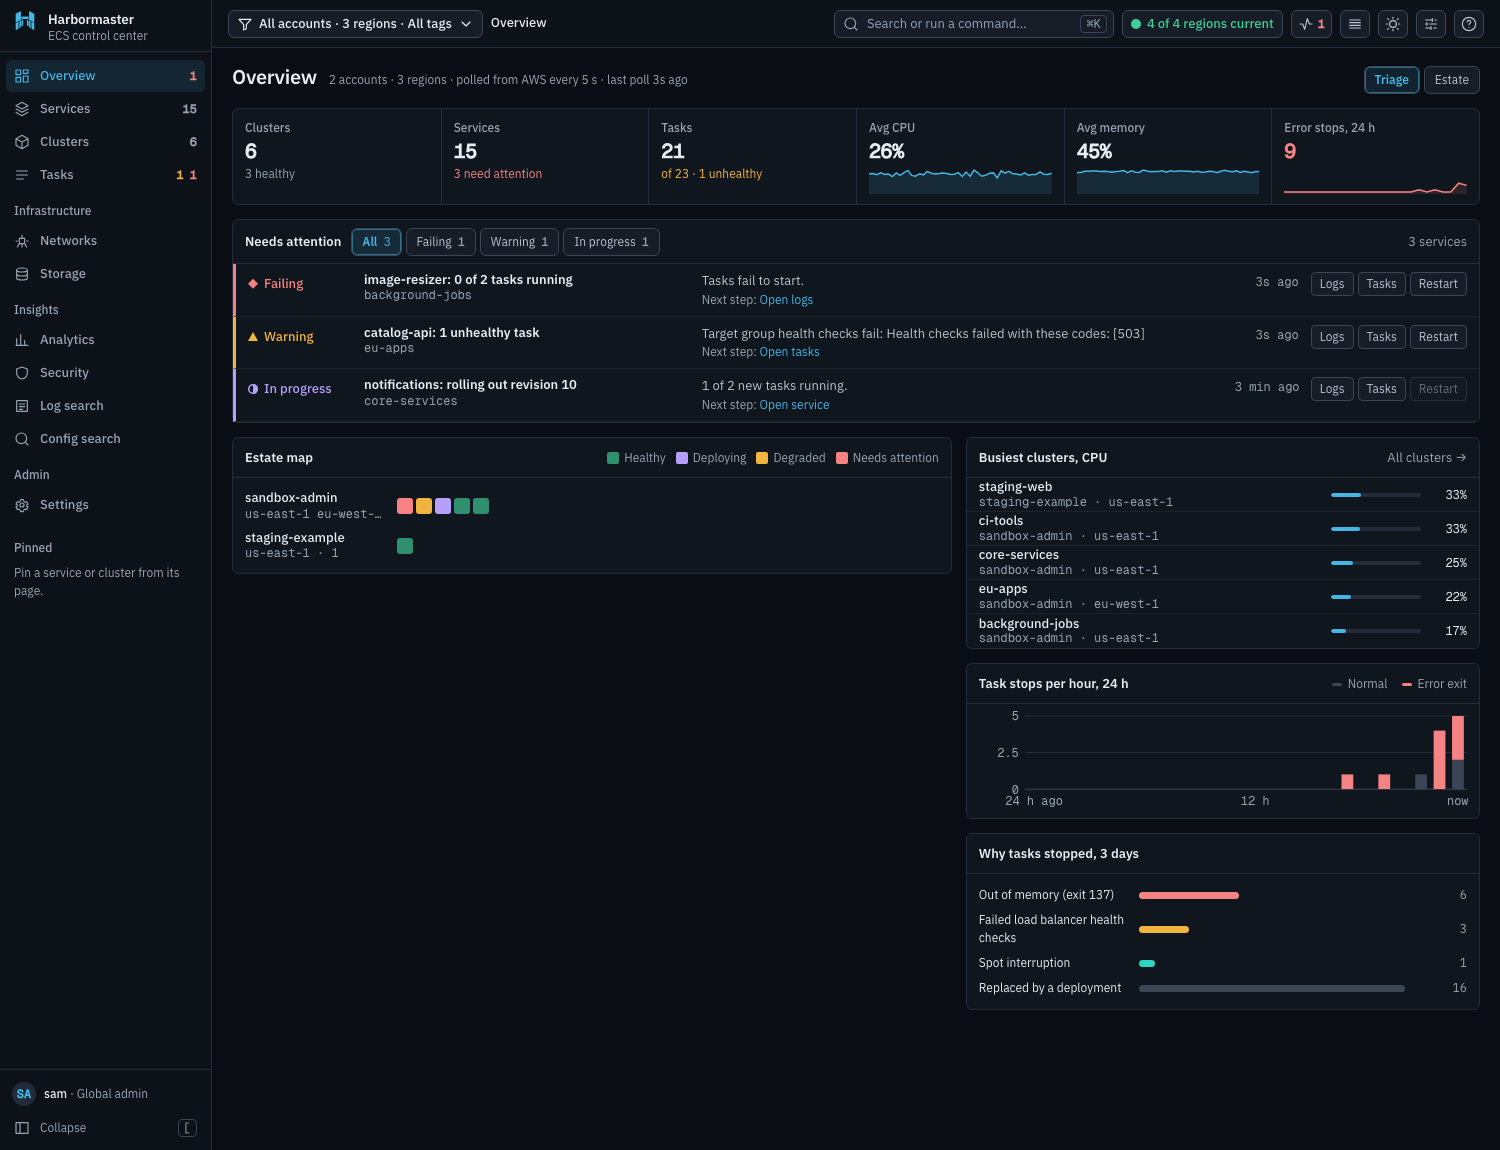 Harbormaster
ECS control center
Overview 1
Services 15
Clusters 6
Tasks 1 1
Infrastructure
Networks
Storage
Insights
Analytics
Security
Log search
Config search
Admin
Settings
Pinned
Pin a service or cluster from its
page.
SA sam · Global admin
Collapse [
All accounts · 3 regions · All tags Overview
Search or run a command... ⌘K
4 of 4 regions current
1
Overview 2 accounts · 3 regions · polled from AWS every 5 s · last poll 3s ago
Triage Estate
Clusters
6
3 healthy
Services
15
3 need attention
Tasks
21
of 23 · 1 unhealthy
Avg CPU
26%
Avg memory
45%
Error stops, 24 h
9
Needs attention All 3 Failing 1 Warning 1 In progress 1 3 services
Failing image-resizer: 0 of 2 tasks running Tasks fail to start. 3s ago Logs Tasks Restart
background-jobs Next step: Open logs
Warning catalog-api: 1 unhealthy task Target group health checks fail: Health checks failed with these codes: [503] 3s ago Logs Tasks Restart
eu-apps Next step: Open tasks
In progress notifications: rolling out revision 10 1 of 2 new tasks running. 3 min ago Logs Tasks Restart
core-services Next step: Open service
Estate map Healthy Deploying Degraded Needs attention
sandbox-admin
us-east-1 eu-west-…
staging-example
us-east-1 · 1
Busiest clusters, CPU All clusters →
staging-web
staging-example · us-east-1 33%
ci-tools
sandbox-admin · us-east-1 33%
core-services
sandbox-admin · us-east-1 25%
eu-apps
sandbox-admin · eu-west-1 22%
background-jobs
sandbox-admin · us-east-1 17%
Task stops per hour, 24 h Normal Error exit
5
2.5
0
24 h ago 12 h now
Why tasks stopped, 3 days
Out of memory (exit 137) 6
Failed load balancer health
checks 3
Spot interruption 1
Replaced by a deployment 16